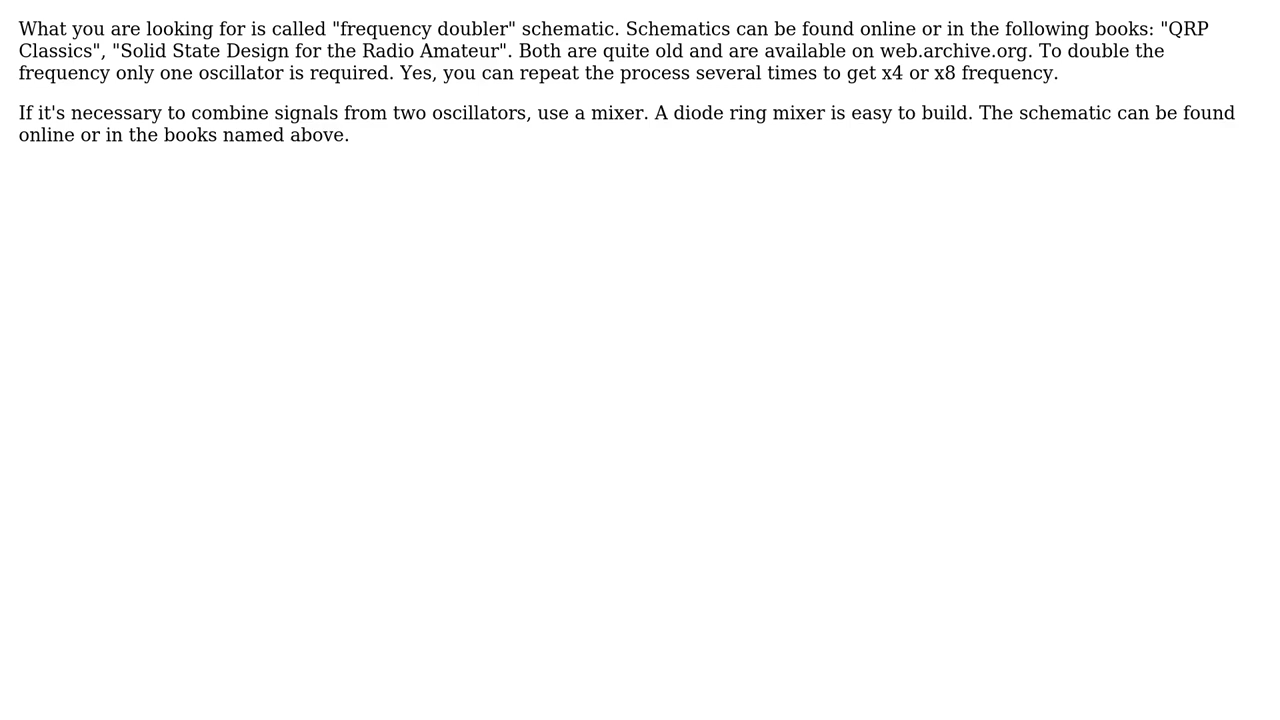 What you are looking for is called "frequency doubler" schematic. Schematics can be found online or in the following books: "QRP
Classics", "Solid State Design for the Radio Amateur". Both are quite old and are available on web.archive.org. To double the
frequency only one oscillator is required. Yes, you can repeat the process several times to get x4 or x8 frequency.
If it's necessary to combine signals from two oscillators, use a mixer. A diode ring mixer is easy to build. The schematic can be found
online or in the books named above.